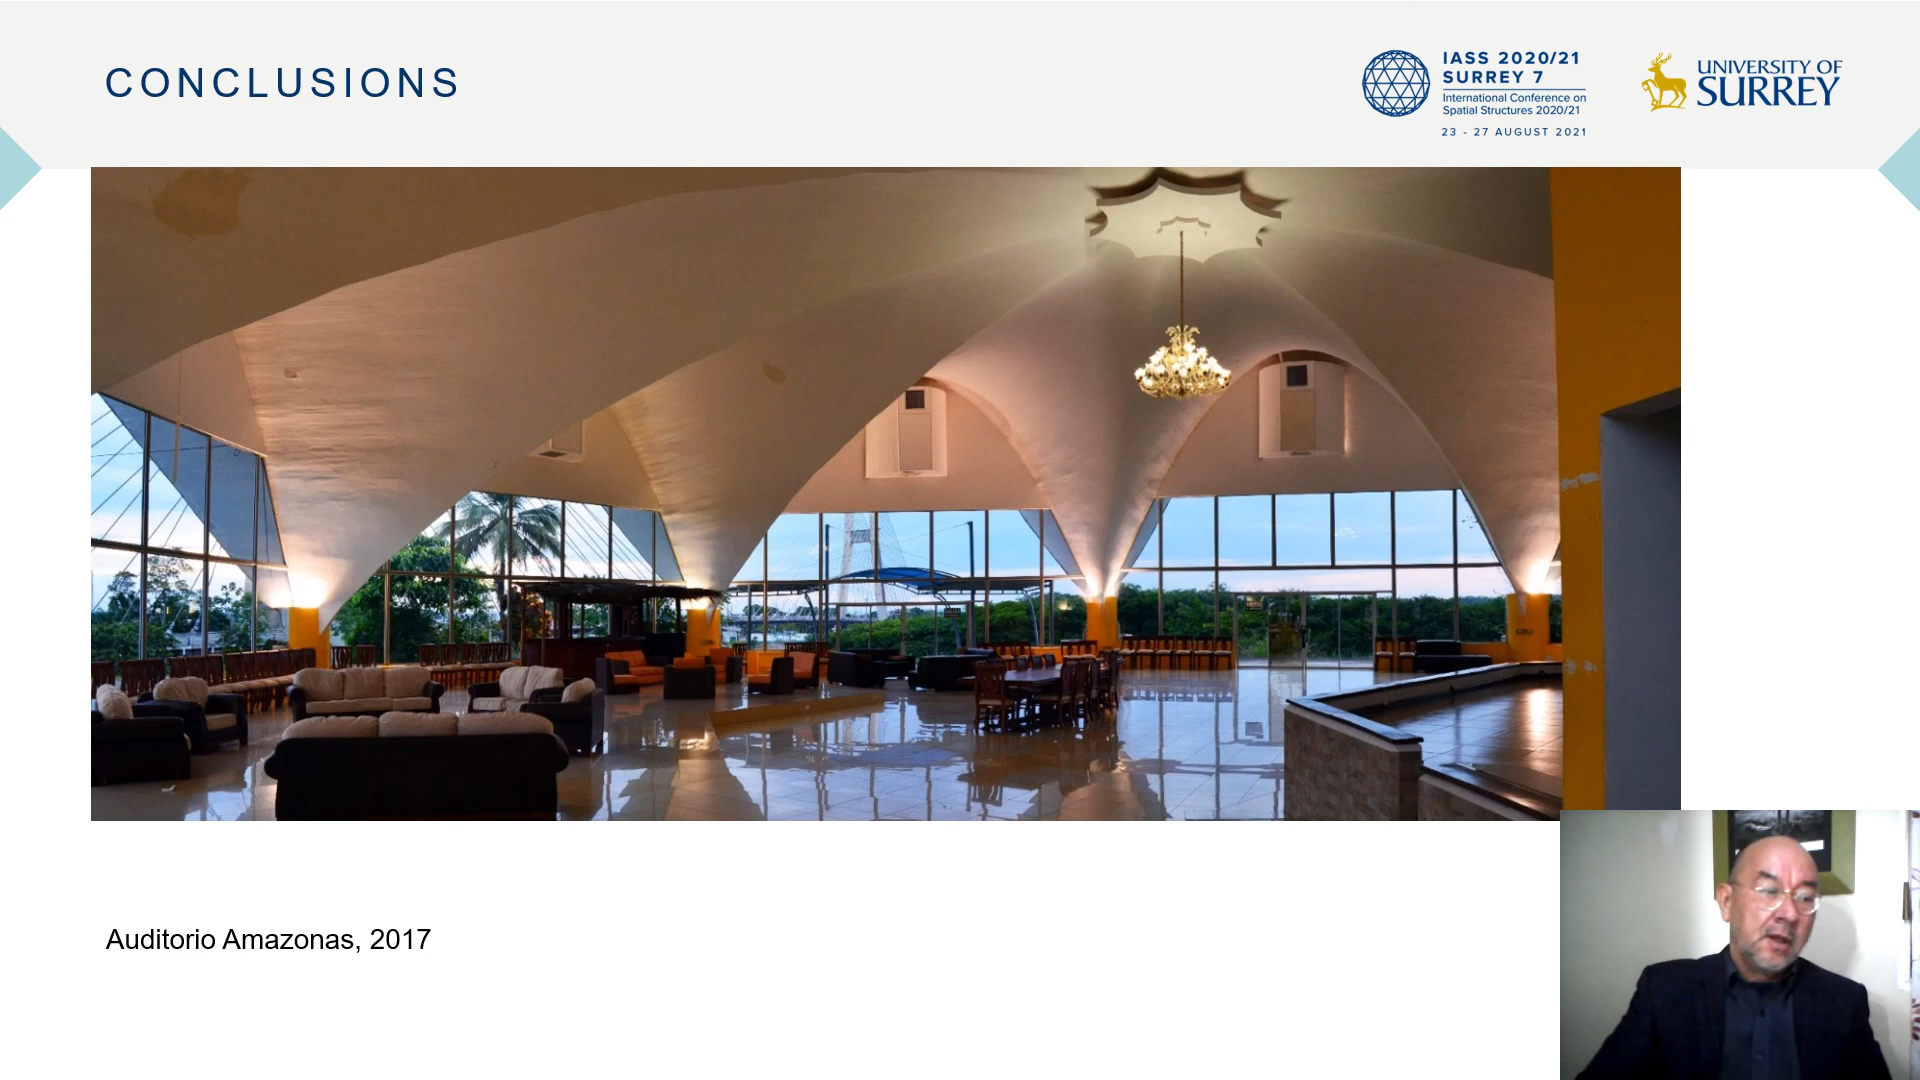 CONCLUSIONS
IASS 2020/21
SURREY 7
International Conference on
Spatial Structures 2020/21
23 - 27 AUGUST 2021
UNIVERSITY OF
SURREY
Auditorio Amazonas, 2017